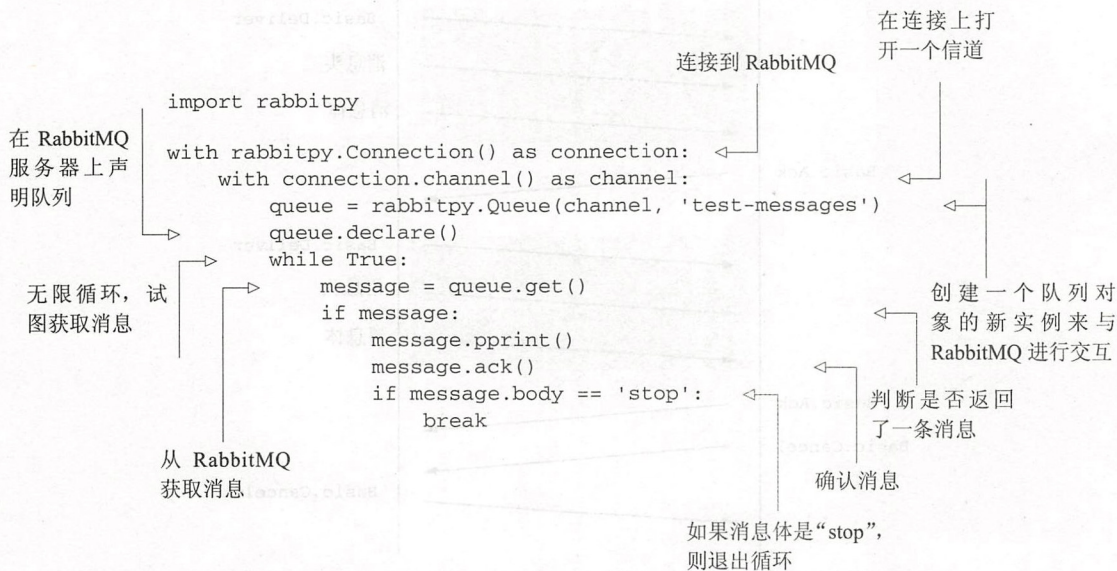 在连接上打
开一个信道
连接到 RabbitMQ
import rabbitpy
在 RabbitMQ
服务器上声
明队列
with rabbitpy.Connection() as connection:
with connection.channel() as channel:
queue = rabbitpy.Queue(channel, 'test-messages')
queue.declare()
while True:
无限循环，试
图获取消息
message = queue.get()
if message:
创建一个队列对
象的新实例来与
RabbitMQ 进行交互
message.pprint()
message.ack()
if message.body == 'stop':
break
判断是否返回
了一条消息
从 RabbitMQ
获取消息
确认消息
如果消息体是“stop”，
则退出循环